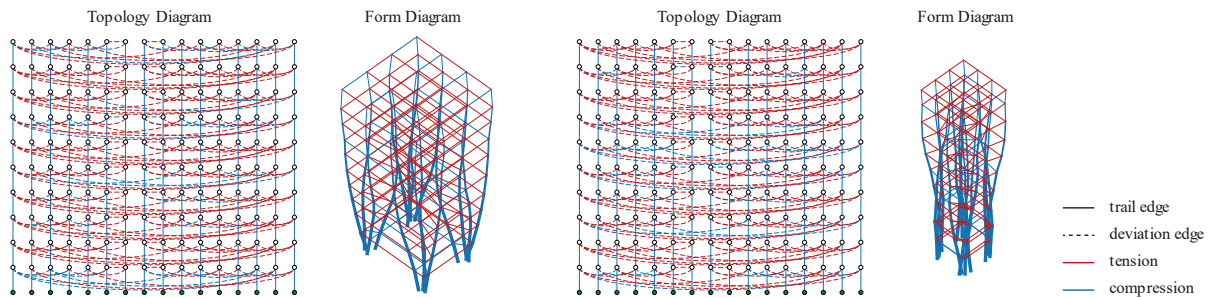 Topology Diagram
Form Diagram
Topology Diagram
Form Diagram
trail edge
deviation edge
tension
compression